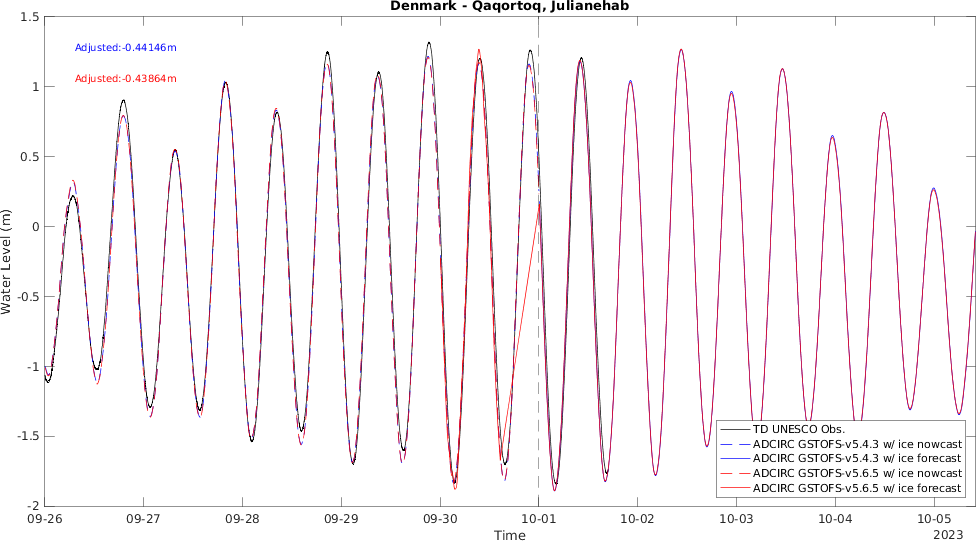 Denmark - Qaqortoq, Julianehab
Adjusted:-0.44146m
Adjusted:-0.43864m
Water Level (m)
1.5
1
0.5
0
-0.5
-1
-1.5
-2
TD UNESCO Obs.
ADCIRC GSTOFS-v5.4.3 w/ ice nowcast
ADCIRC GSTOFS-v5.4.3 w/ ice forecast
ADCIRC GSTOFS-v5.6.5 w/ ice nowcast
ADCIRC GSTOFS-v5.6.5 w/ ice forecast
09-26 09-27 09-28 09-29 09-30 10-01 10-02 10-03 10-04 10-05
Time
2023